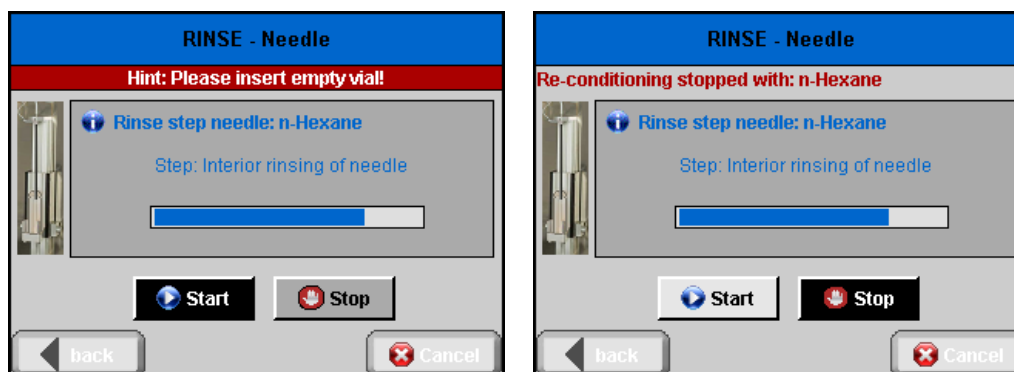 RINSE - Needle
Hint: Please insert empty vial!
Rinse step needle: n-Hexane
Step: Interior rinsing of needle
Start
Stop
back
Cancel
RINSE - Needle
Re-conditioning stopped with: n-Hexane
Rinse step needle: n-Hexane
Step: Interior rinsing of needle
Start
Stop
back
Cancel